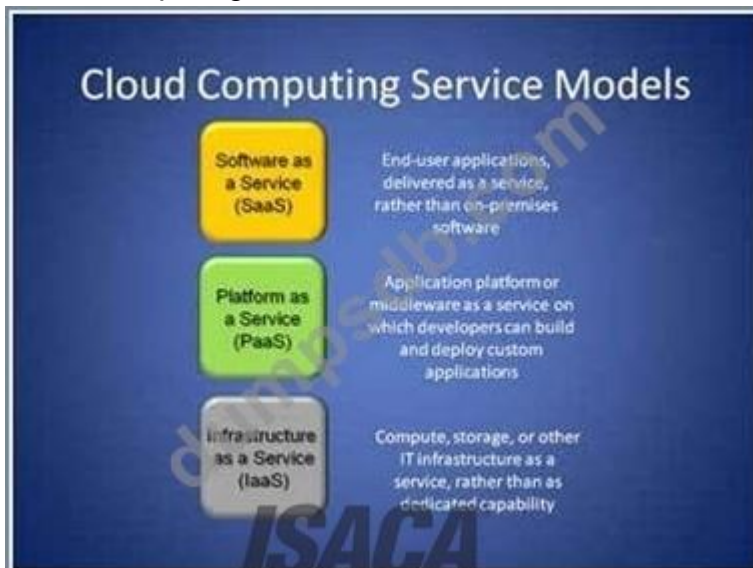 Cloud Computing Service Models
Software as
a Service
(SaaS)
End-user applications,
delivered as a service,
rather than on-premises
software
Platform as
a Service
(PaaS)
Application platform or
middleware as a service on
which developers can build
and deploy custom
applications
Infrastructure
as a Service
(IaaS)
Compute, storage, or other
IT infrastructure as a
service, rather than as
dedicated capability
dumpsdb.com
ISACA